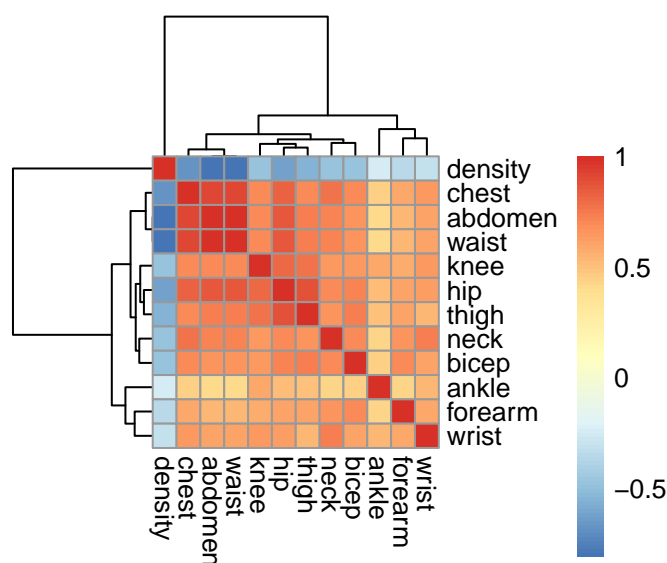 density
chest
abdomen
waist
knee
hip
thigh
neck
bicep
ankle
forearm
wrist
density
chest
abdomen
waist
knee
hip
thigh
neck
bicep
ankle
forearm
wrist
1
0.5
0
−0.5